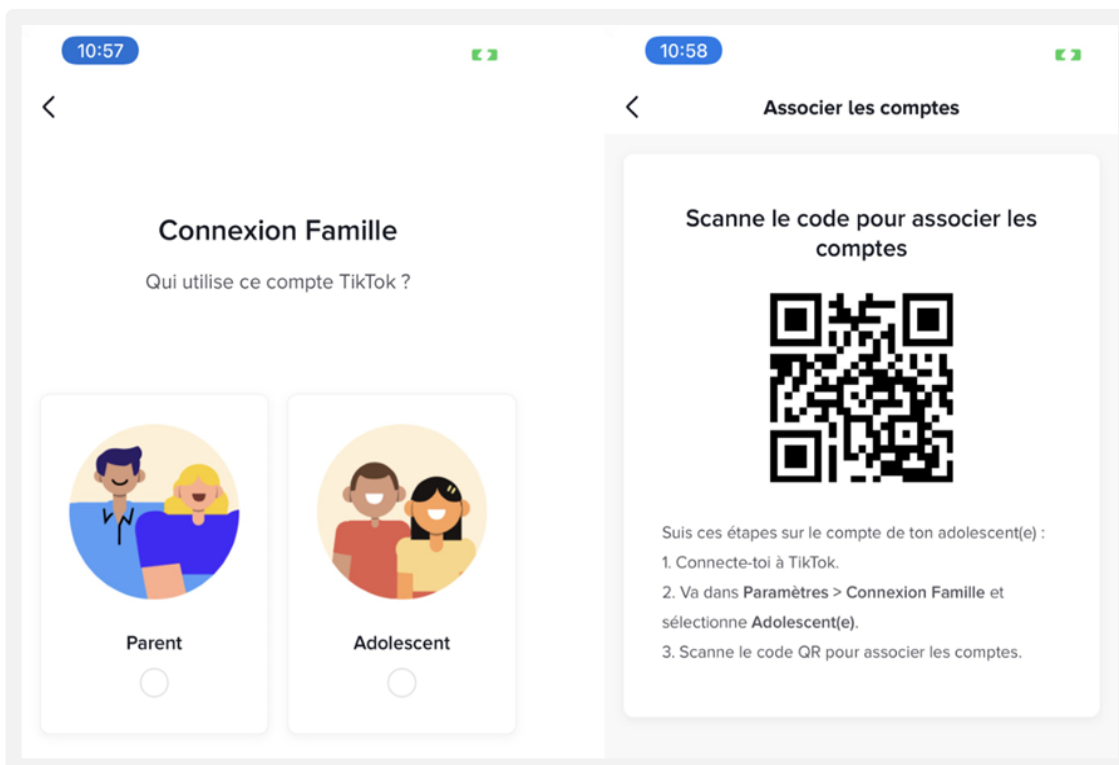 10:57
Connexion Famille
Qui utilise ce compte TikTok ?
Parent
Adolescent
10:58
Associer les comptes
Scanne le code pour associer les
comptes
Suis ces étapes sur le compte de ton adolescent(e) :
1. Connecte-toi à TikTok.
2. Va dans Paramètres > Connexion Famille et
sélectionne Adolescent(e).
3. Scanne le code QR pour associer les comptes.